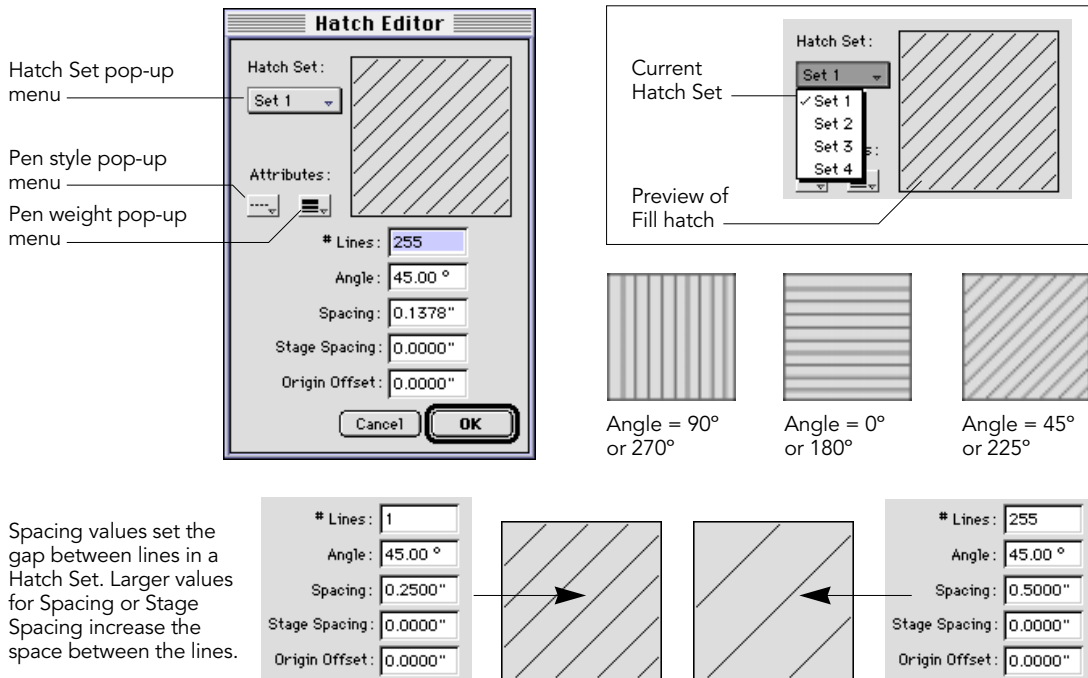 Hatch Editor
Hatch Set pop-up
menu
Pen style pop-up
menu
Pen weight pop-up
menu
Hatch Set:
Set 1
Attributes:
# Lines: 255
Angle: 45.00 °
Spacing: 0.1378"
Stage Spacing: 0.0000"
Origin Offset: 0.0000"
Cancel OK
Current
Hatch Set
Preview of
Fill hatch
Hatch Set:
Set 1
✓ Set 1
Set 2
Set 3
Set 4
s:
Angle = 90°
or 270°
Angle = 0°
or 180°
Angle = 45°
or 225°
Spacing values set the
gap between lines in a
Hatch Set. Larger values
for Spacing or Stage
Spacing increase the
space between the lines.
# Lines: 1
Angle: 45.00 °
Spacing: 0.2500"
Stage Spacing: 0.0000"
Origin Offset: 0.0000"
# Lines: 255
Angle: 45.00 °
Spacing: 0.5000"
Stage Spacing: 0.0000"
Origin Offset: 0.0000"